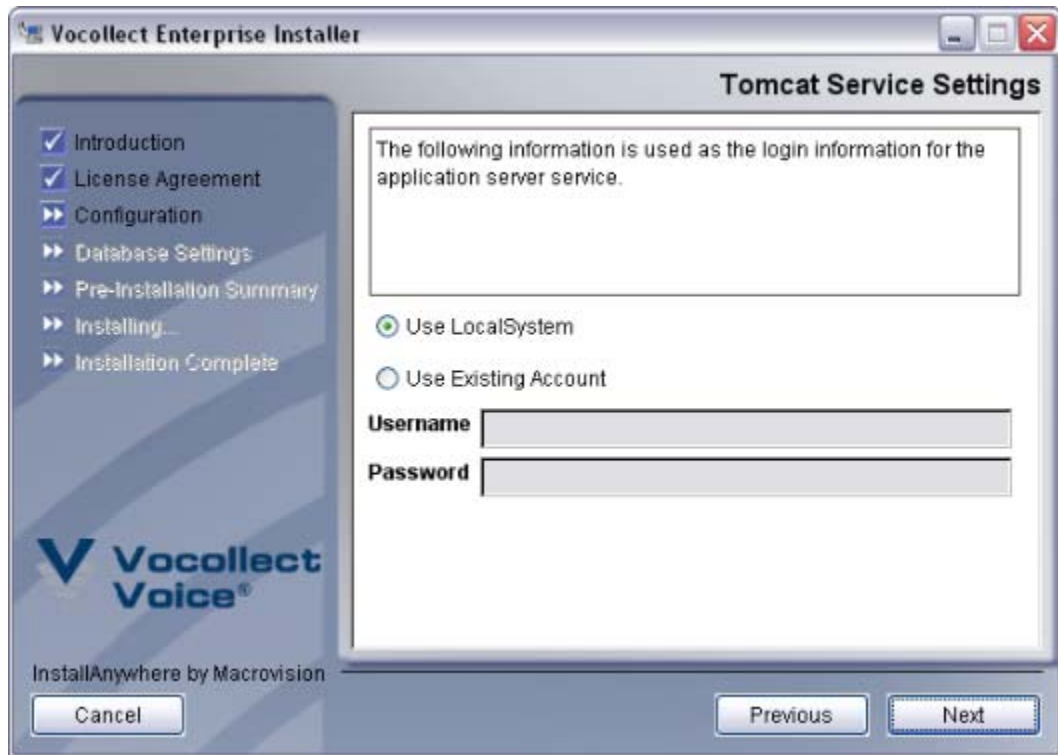 Vocollect Enterprise Installer
Tomcat Service Settings
Introduction
License Agreement
Configuration
Database Settings
Pre-Installation Summary
Installing...
Installation Complete
The following information is used as the login information for the
application server service.
Use LocalSystem
Use Existing Account
Username
Password
Vocollect
Voice®
InstallAnywhere by Macrovision
Cancel
Previous
Next